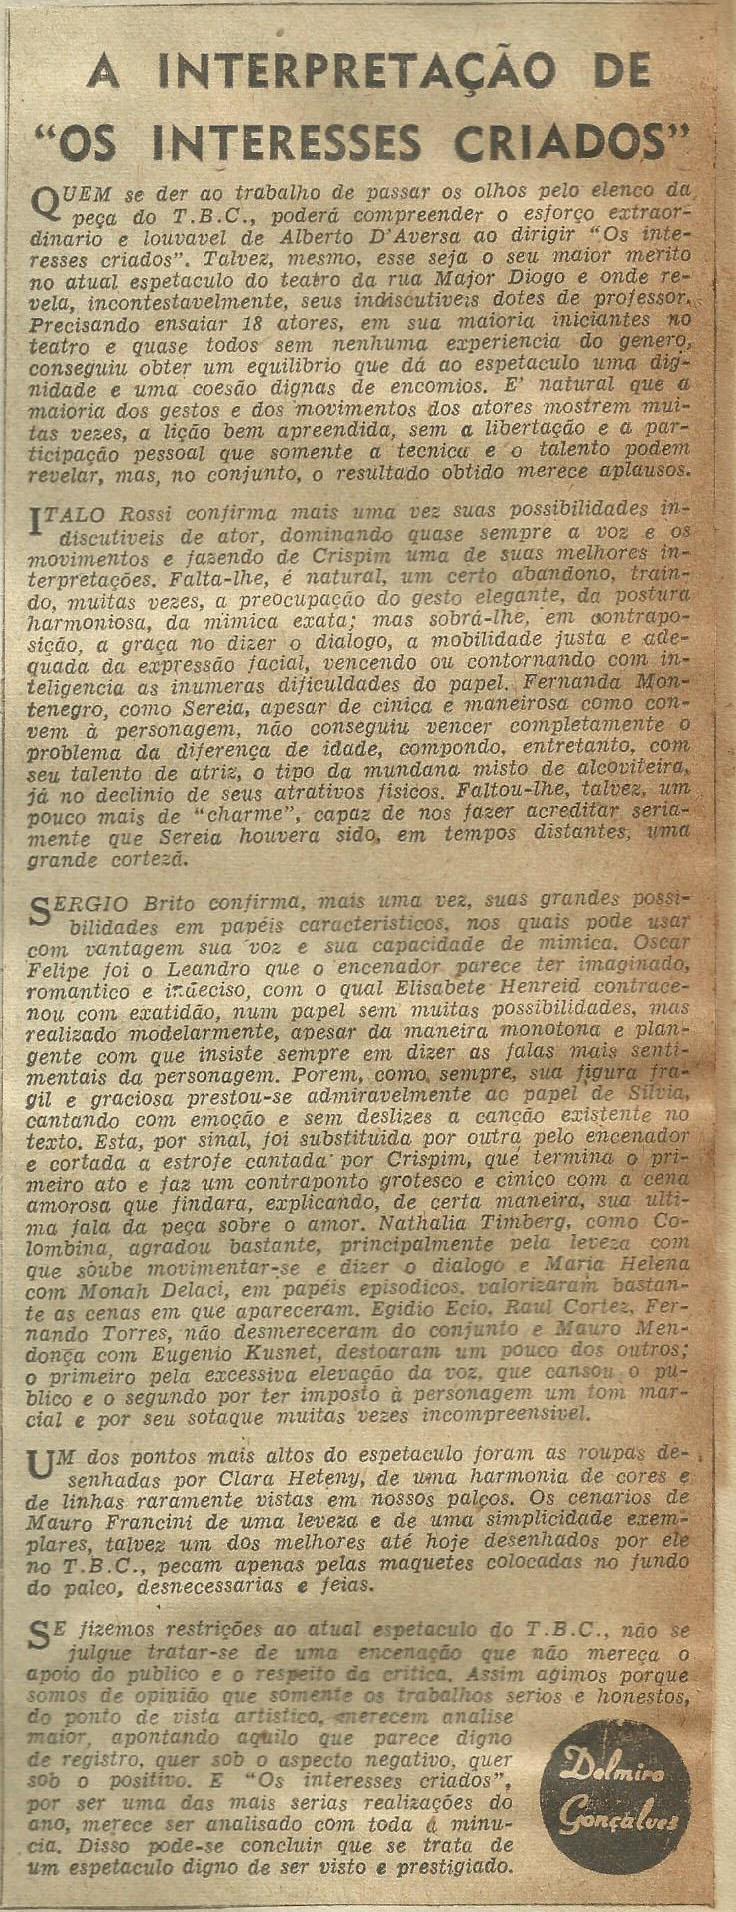 A INTERPRETAÇÃO DE
“OS INTERESSES CRIADOS”
QUEM se der ao trabalho de passar os olhos pelo elenco da
peça do T.B.C., poderá compreender o esforço extraor-
dinario e louvavel de Alberto D'Aversa ao dirigir “Os inte-
resses criados”. Talvez, mesmo, esse seja o seu maior merito
no atual espetaculo do teatro da rua Major Diogo e onde re-
vela, incontestavelmente, seus indiscutiveis dotes de professor.
Precisando ensaiar 18 atores, em sua maioria iniciantes no
teatro e quase todos sem nenhuma experiencia do genero,
conseguiu obter um equilibrio que dá ao espetaculo uma dig-
nidade e uma coesão dignas de encomios. E' natural que a
maioria dos gestos e dos movimentos dos atores mostrem mui-
tas vezes, a lição bem apreendida, sem a libertação e a par-
ticipação pessoal que somente a tecnica e o talento podem
revelar, mas, no conjunto, o resultado obtido merece aplausos.
ITALO Rossi confirma mais uma vez suas possibilidades in-
discutiveis de ator, dominando quase sempre a voz e os
movimentos e fazendo de Crispim uma de suas melhores in-
terpretações. Falta-lhe, é natural, um certo abandono, train-
do, muitas vezes, a preocupação do gesto elegante, da postura
harmoniosa, da mimica exata; mas sobrá-lhe, em contrapo-
sição, a graça no dizer o dialogo, a mobilidade justa e ade-
quada da expressão facial, vencendo ou contornando com in-
teligencia as inumeras dificuldades do papel. Fernanda Mon-
tenegro, como Sereia, apesar de cinica e maneirosa como con-
vem à personagem, não conseguiu vencer completamente o
problema da diferença de idade, compondo, entretanto, com
seu talento de atriz, o tipo da mundana misto de alcoviteira,
já no declinio de seus atrativos fisicos. Faltou-lhe, talvez, um
pouco mais de “charme”, capaz de nos fazer acreditar seria-
mente que Sereia houvera sido, em tempos distantes, uma
grande cortezã.
SERGIO Brito confirma, mais uma vez, suas grandes possi-
bilidades em papéis caracteristicos, nos quais pode usar
com vantagem sua voz e sua capacidade de mimica. Oscar
Felipe foi o Leandro que o encenador parece ter imaginado,
romantico e indeciso, com o qual Elisabete Henreid contrace-
nou com exatidão, num papel sem muitas possibilidades, mas
realizado modelarmente, apesar da maneira monotona e plan-
gente com que insiste sempre em dizer as falas mais senti-
mentais da personagem. Porem, como, sempre, sua figura fra-
gil e graciosa prestou-se admiravelmente ao papel de Silvia,
cantando com emoção e sem deslizes a canção existente no
texto. Esta, por sinal, foi substituida por outra pelo encenador
e cortada a estrofe cantada por Crispim, que termina o pri-
meiro ato e faz um contraponto grotesco e cinico com a cena
amorosa que findara, explicando, de certa maneira, sua ulti-
ma fala da peça sobre o amor. Nathalia Timberg, como Co-
lombina, agradou bastante, principalmente pela leveza com
que soube movimentar-se e dizer o dialogo e Maria Helena
com Monah Delaci, em papéis episodicos, valorizaram bastan-
te as cenas em que apareceram. Egidio Ecio, Raul Cortez, Fer-
nando Torres, não desmereceram do conjunto e Mauro Men-
donça com Eugenio Kusnet, destoaram um pouco dos outros;
o primeiro pela excessiva elevação da voz, que cansou o pu-
blico e o segundo por ter imposto à personagem um tom mar-
cial e por seu sotaque muitas vezes incompreensivel.
UM dos pontos mais altos do espetaculo foram as roupas de-
senhadas por Clara Heteny, de uma harmonia de cores e
de linhas raramente vistas em nossos palços. Os cenarios de
Mauro Francini de uma leveza e de uma simplicidade exem-
plares, talvez um dos melhores até hoje desenhados por ele
no T.B.C., pecam apenas pelas maquetes colocadas no fundo
do palco, desnecessarias e feias.
SE fizemos restrições ao atual espetaculo do T.B.C., não se
julgue tratar-se de uma encenação que não mereça o
apoio do publico e o respeito da critica. Assim agimos porque
somos de opinião que somente os trabalhos serios e honestos,
do ponto de vista artistico, merecem analise
maior, apontando aquilo que parece digno
de registro, quer sob o aspecto negativo, quer
sob o positivo. E “Os interesses criados”,
por ser uma das mais serias realizações do
ano, merece ser analisado com toda a minu-
cia. Disso pode-se concluir que se trata de
um espetaculo digno de ser visto e prestigiado.
Delmiro
Gonçalves